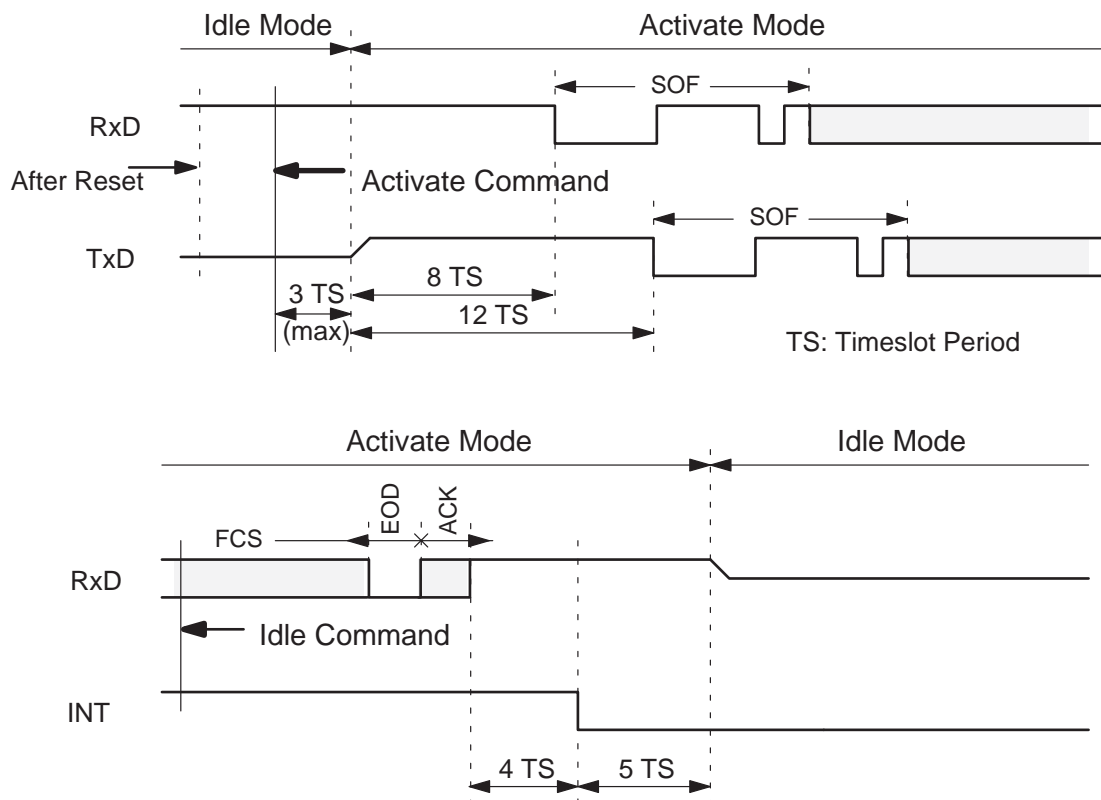 Idle Mode
Activate Mode
SOF
RxD
After Reset
Activate Command
SOF
TxD
8 TS
3 TS
(max)
12 TS
TS: Timeslot Period
Activate Mode
Idle Mode
EOD
ACK
FCS
RxD
Idle Command
INT
4 TS
5 TS